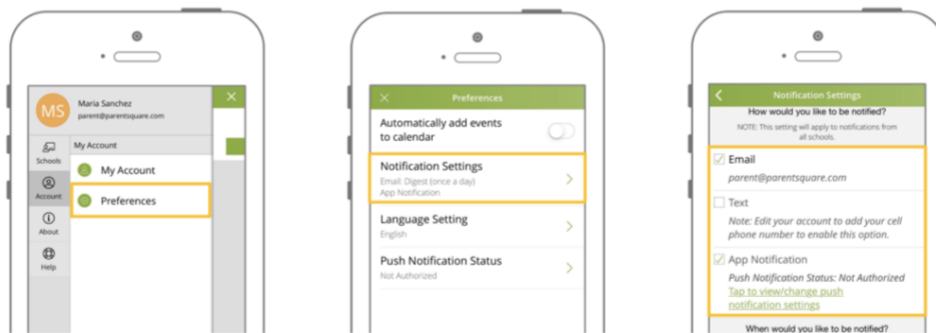 MS
Maria Sanchez
parent@parentsquare.com
Schools
Account
About
Help
My Account
My Account
Preferences
Preferences
Automatically add events
to calendar
Notification Settings
Email: Digest (once a day)
App Notification
Language Setting
English
Push Notification Status
Not Authorized
Notification Settings
How would you like to be notified?
NOTE: This setting will apply to notifications from
all schools.
Email
parent@parentsquare.com
Text
Note: Edit your account to add your cell
phone number to enable this option.
App Notification
Push Notification Status: Not Authorized
Tap to view/change push
notification settings
When would you like to be notified?